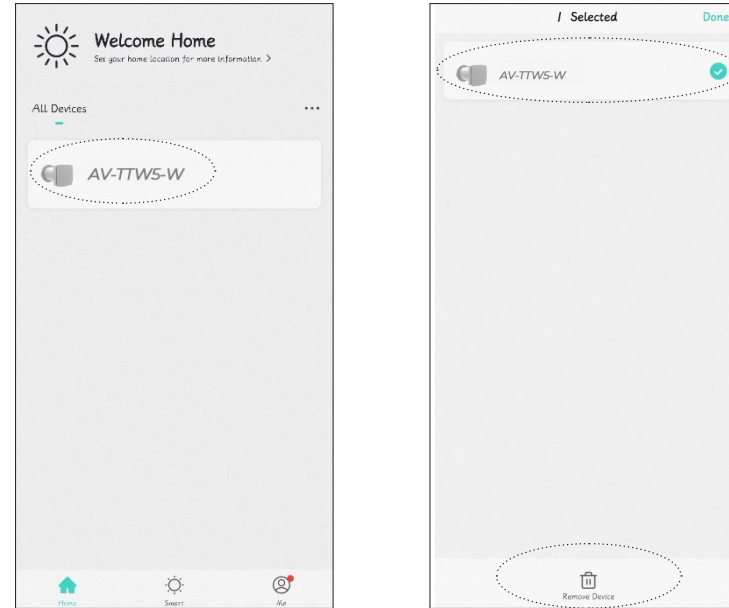 Welcome Home
Set your home location for more information. >
All Devices
AV-TTW5-W
Home
Smart
Me
1 Selected
Done
AV-TTW5-W
Remove Device